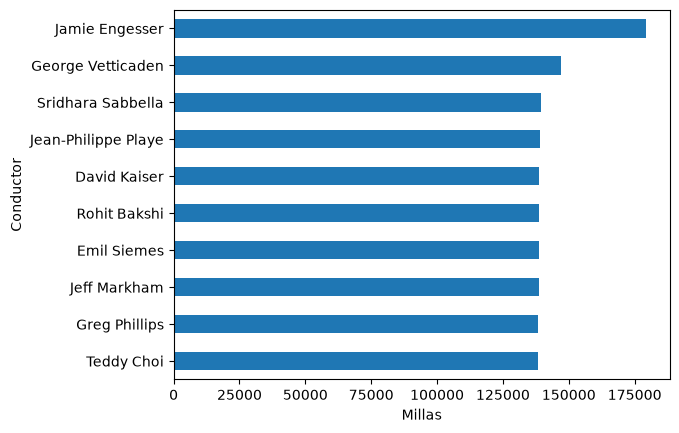 Jamie Engesser
George Vetticaden
Sridhara Sabbella
Jean-Philippe Playe
David Kaiser
Rohit Bakshi
Emil Siemes
Jeff Markham
Greg Phillips
Teddy Choi
Conductor
0 25000 50000 75000 100000 125000 150000 175000
Millas